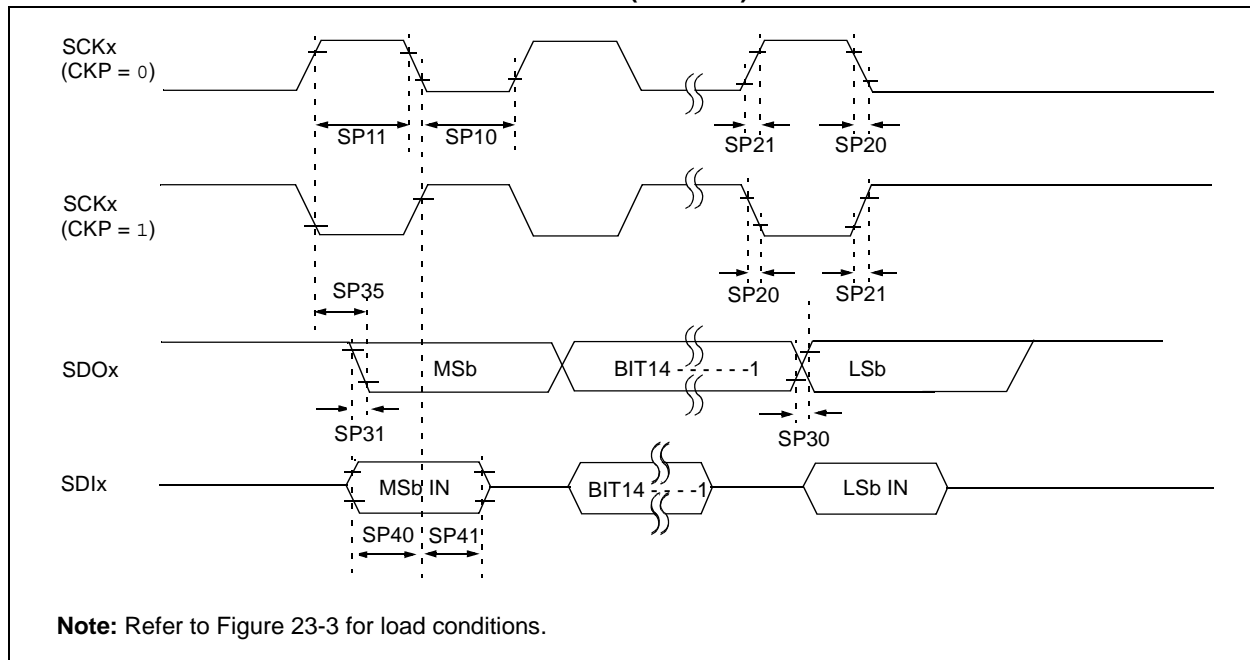 SCKx
(CKP = 0)
SP11
SP10
SP21
SP20
SCKx
(CKP = 1)
SP35
SP20
SP21
SDOx
MSb
BIT14 - - - - - - -1
LSb
SP31
SP30
SDIx
MSb IN
BIT14 - - - - -1
LSb IN
SP40
SP41
Note: Refer to Figure 23-3 for load conditions.